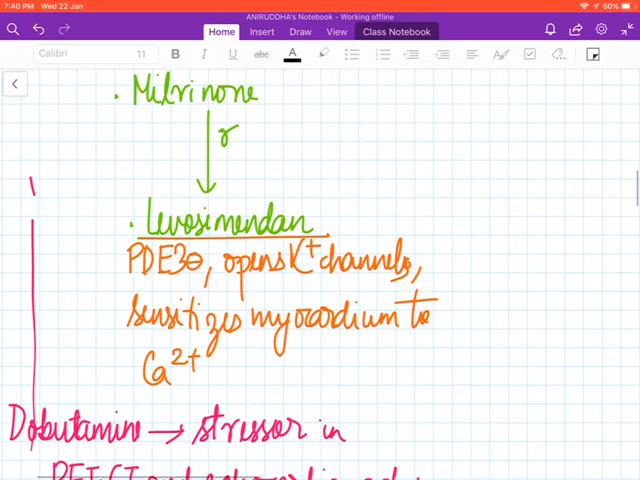 7:40 PM Wed 22 Jan
60%
ANIRUDDHA's Notebook - Working offline
Home Insert Draw View Class Notebook
Calibri 11 B I U abc A
. Milrinone
. Levosimendan
PDE3⊖, opens K+ channels,
sensitizes myocardium to
Ca2+
Dobutamine → stressor in